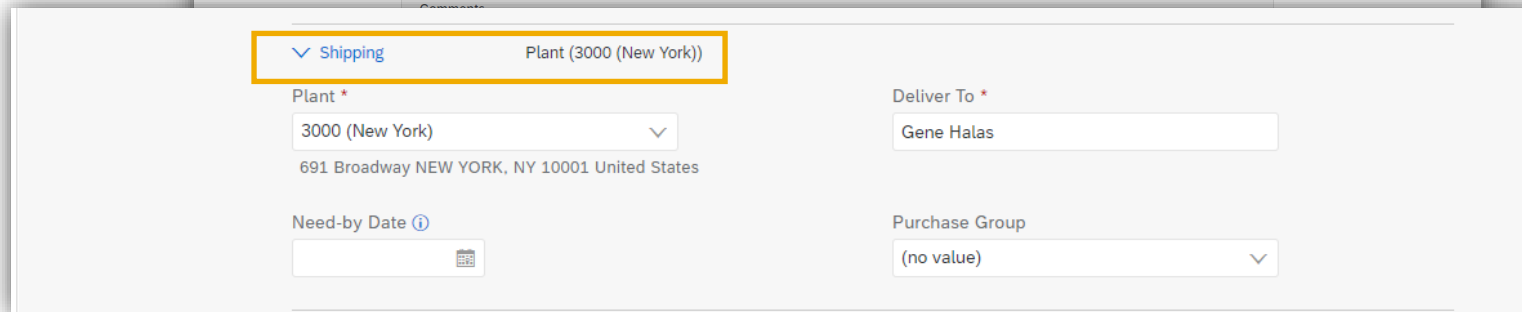 Comments
Shipping Plant (3000 (New York))
Plant * Deliver To *
3000 (New York) Gene Halas
691 Broadway NEW YORK, NY 10001 United States
Need-by Date Purchase Group
(no value)